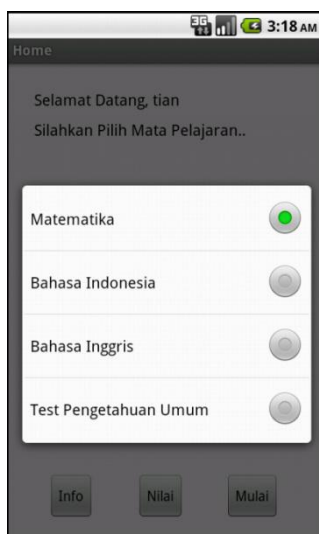 3G 3:18 AM
Home
Selamat Datang, tian
Silahkan Pilih Mata Pelajaran..
Matematika
Bahasa Indonesia
Bahasa Inggris
Test Pengetahuan Umum
Info Nilai Mulai